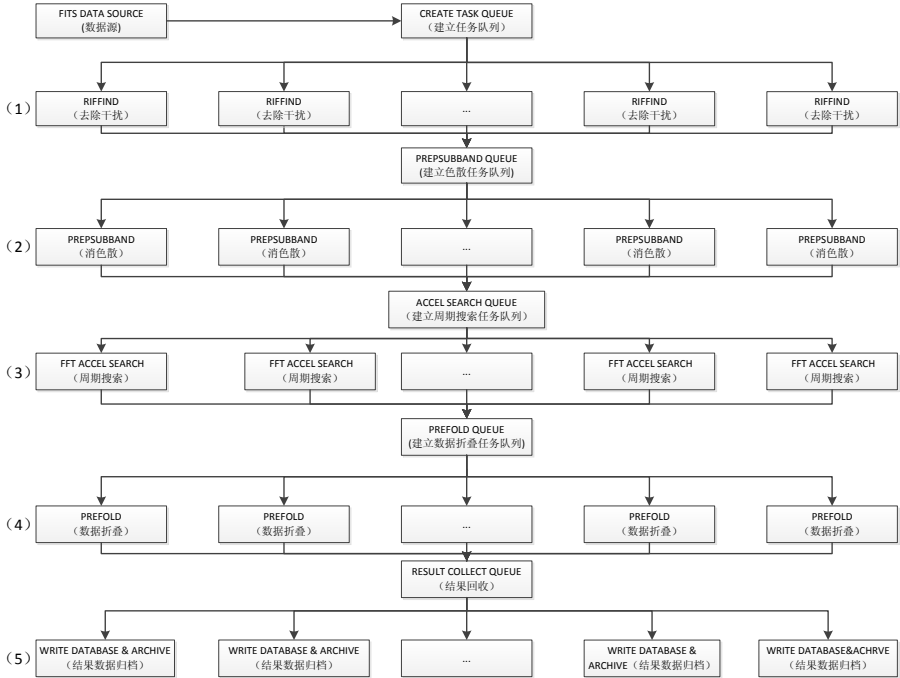 FITS DATA SOURCE
(数据源)
CREATE TASK QUEUE
（建立任务队列）
（1）
RIFFIND
（去除干扰）
RIFFIND
（去除干扰）
...
RIFFIND
（去除干扰）
RIFFIND
（去除干扰）
PREPSUBBAND QUEUE
(建立色散任务队列)
（2）
PREPSUBBAND
（消色散）
PREPSUBBAND
（消色散）
...
PREPSUBBAND
（消色散）
PREPSUBBAND
（消色散）
ACCEL SEARCH QUEUE
（建立周期搜索任务队列）
（3）
FFT ACCEL SEARCH
（周期搜索）
FFT ACCEL SEARCH
（周期搜索）
...
FFT ACCEL SEARCH
（周期搜索）
FFT ACCEL SEARCH
（周期搜索）
PREFOLD QUEUE
(建立数据折叠任务队列)
（4）
PREFOLD
（数据折叠）
PREFOLD
（数据折叠）
...
PREFOLD
（数据折叠）
PREFOLD
（数据折叠）
RESULT COLLECT QUEUE
（结果回收）
（5）
WRITE DATABASE & ARCHIVE
（结果数据归档）
WRITE DATABASE & ARCHIVE
（结果数据归档）
...
WRITE DATABASE &
ARCHIVE（结果数据归档）
WRITE DATABASE&ACHRVE
（结果数据归档）